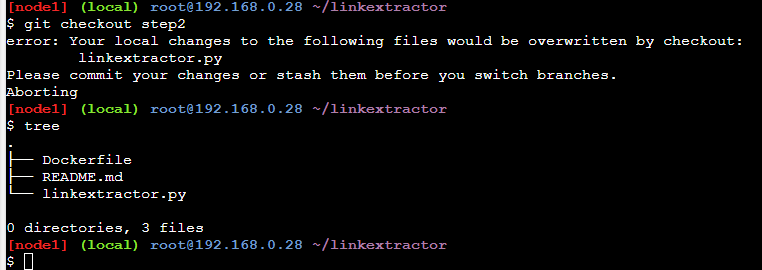 [node1] (local) root@192.168.0.28 ~/linkextractor
$ git checkout step2
error: Your local changes to the following files would be overwritten by checkout:
        linkextractor.py
Please commit your changes or stash them before you switch branches.
Aborting
[node1] (local) root@192.168.0.28 ~/linkextractor
$ tree
.
├── Dockerfile
├── README.md
└── linkextractor.py

0 directories, 3 files
[node1] (local) root@192.168.0.28 ~/linkextractor
$